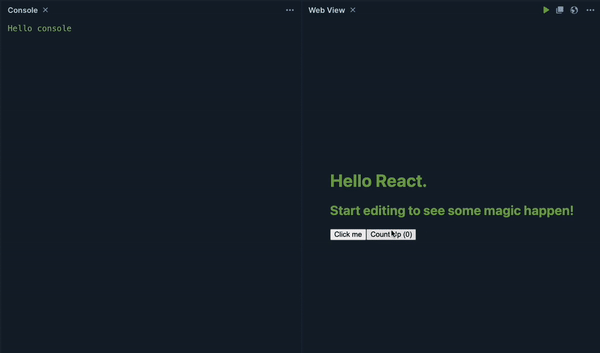 Console
Hello console
Web View
Hello React.
Start editing to see some magic happen!
Click me
Count Up (0)